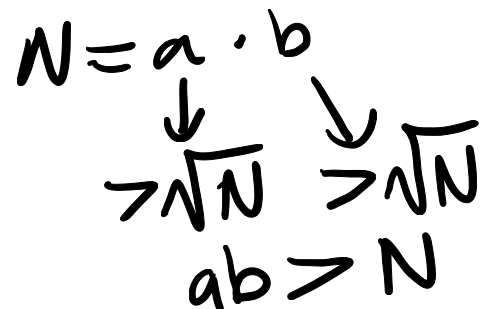 N = a · b
↓ ↘
> √N > √N
ab > N